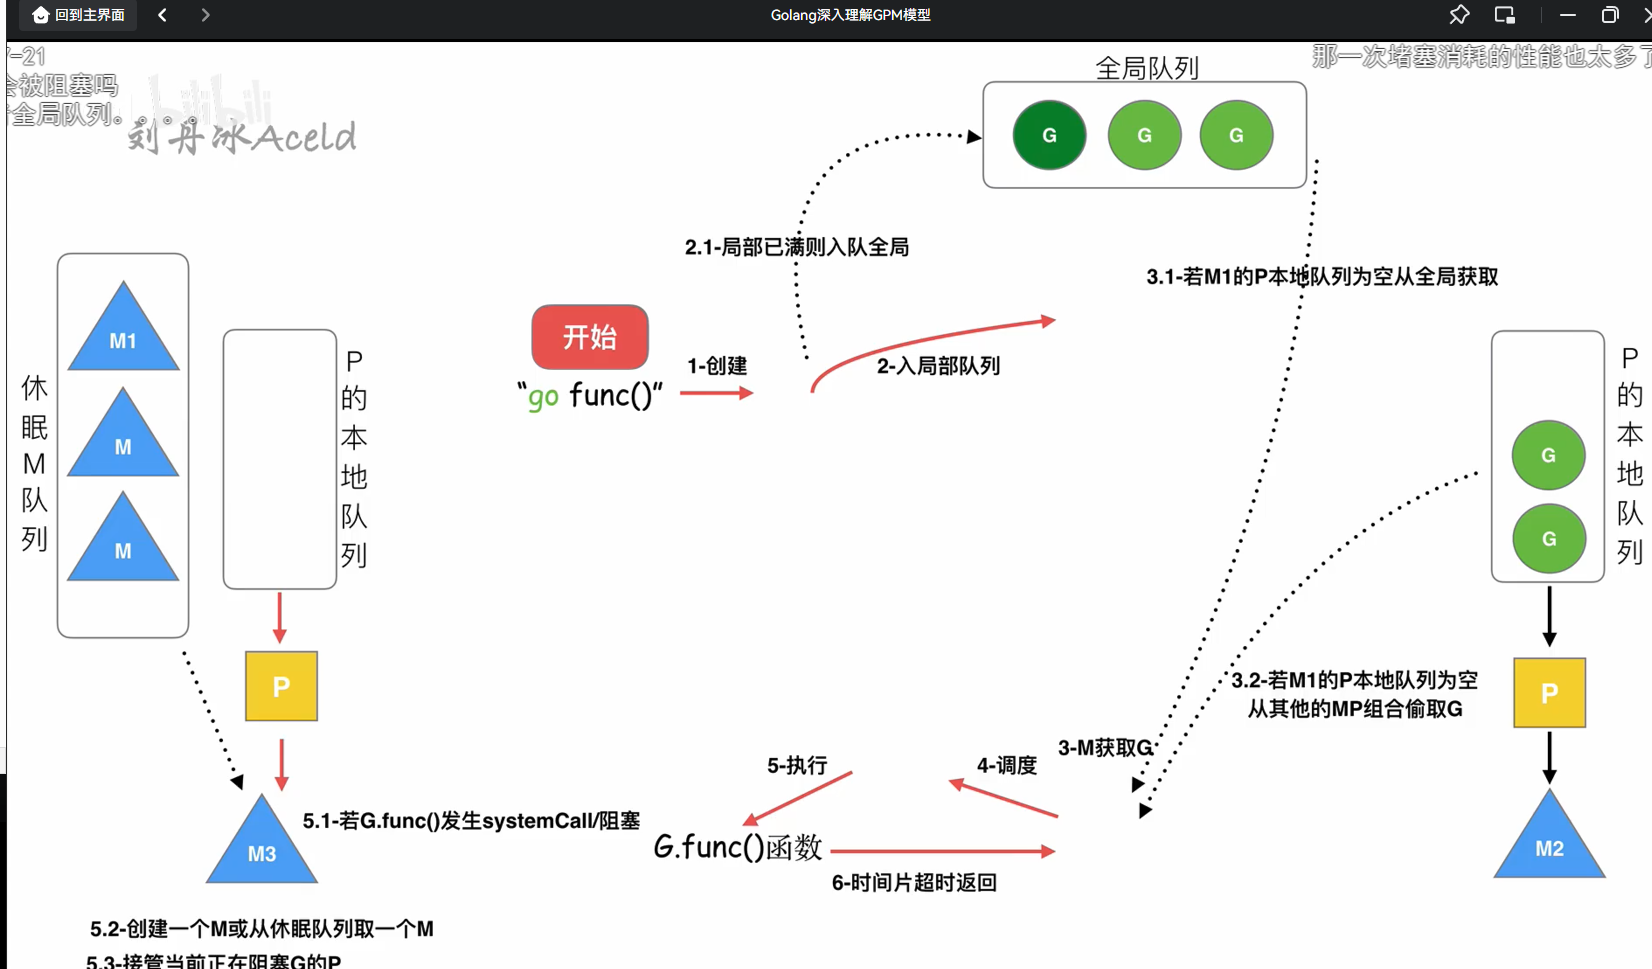 回到主界面
Golang深入理解GPM模型
7-21
那一次堵塞消耗的性能也太多了
会被阻塞吗
全局队列。...
bilibili
刘丹冰Aceld
全局队列
G G G
2.1-局部已满则入队全局
3.1-若M1的P本地队列为空从全局获取
开始
"go func()"
1-创建
2-入局部队列
休眠M队列
M1
M
M
P的本地队列
P的本地队列
G
G
P
P
3.2-若M1的P本地队列为空
从其他的MP组合偷取G
3-M获取G
4-调度
5-执行
5.1-若G.func()发生systemCall/阻塞
G.func()函数
6-时间片超时返回
M3
M2
5.2-创建一个M或从休眠队列取一个M
5.3-接管当前正在阻塞G的P